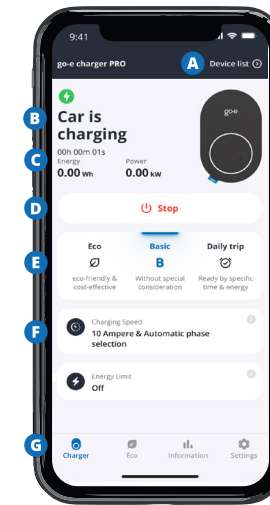 9:41
go-e charger PRO
A
Device list
go-e
B
Car is
charging
C
00h 00m 01s
Energy
Power
0.00 Wh
0.00 kW
D
Stop
Eco
Basic
Daily trip
E
B
eco-friendly &
cost-effective
Without special
consideration
Ready by specific
time & energy
F
Charging Speed
10 Ampere & Automatic phase
selection
Energy Limit
Off
G
Charger
Eco
Information
Settings